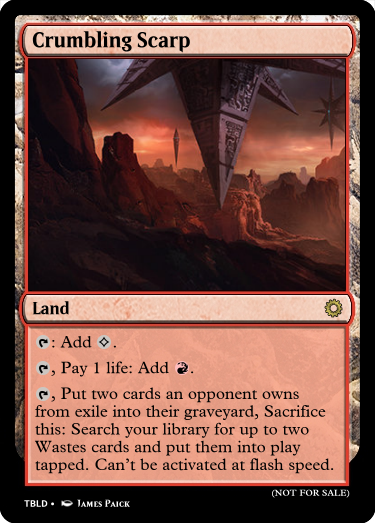 Crumbling Scarp
Land
: Add .
, Pay 1 life: Add .
, Put two cards an opponent owns
from exile into their graveyard, Sacrifice
this: Search your library for up to two
Wastes cards and put them into play
tapped. Can't be activated at flash speed.
(NOT FOR SALE)
TBLD • James Paick